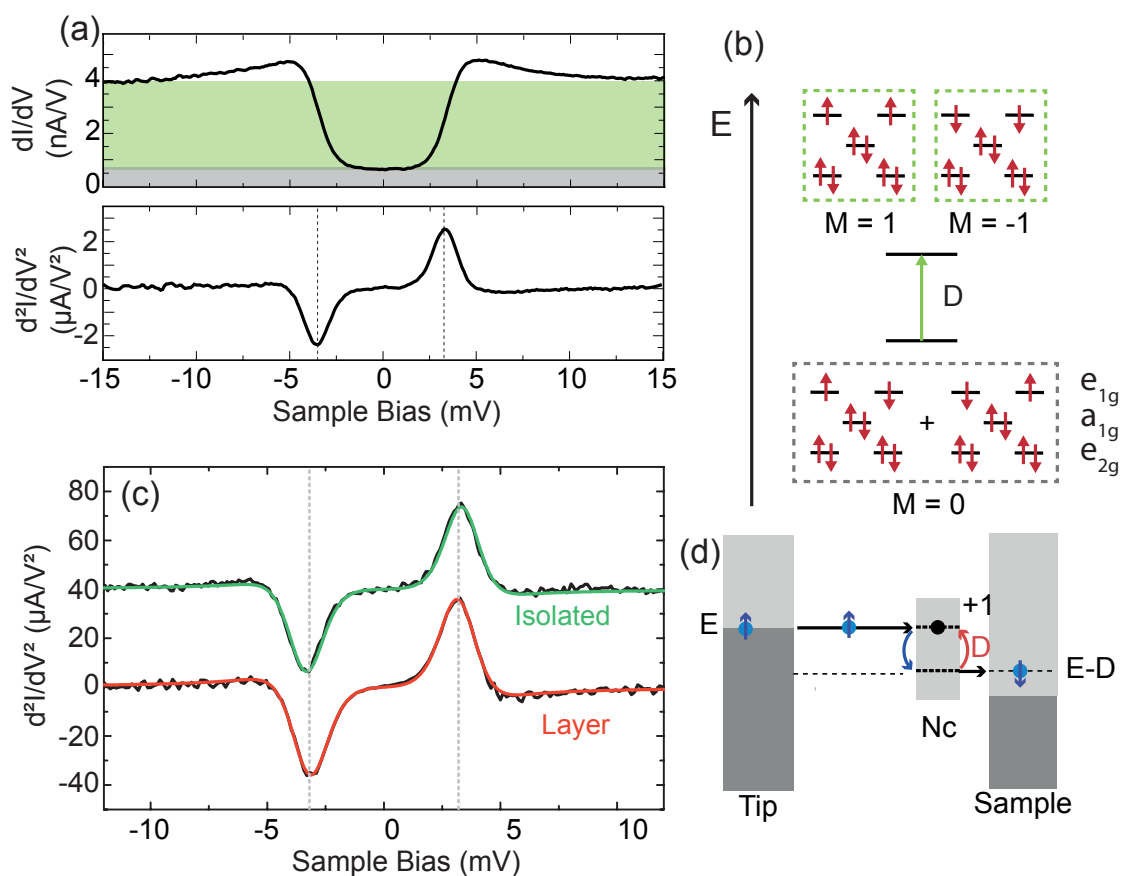 (a)
dI/dV
(nA/V)
4
2
0
d²I/dV²
(µA/V²)
2
0
-2
-15 -10 -5 0 5 10 15
Sample Bias (mV)
(b)
E
M = 1 M = -1
D
+
e1g
a1g
e2g
M = 0
(c)
d²I/dV² (µA/V²)
80
60
40
20
0
-20
-40
Isolated
Layer
-10 -5 0 5 10
Sample Bias (mV)
(d)
+1
E
D
E-D
Nc
Tip
Sample